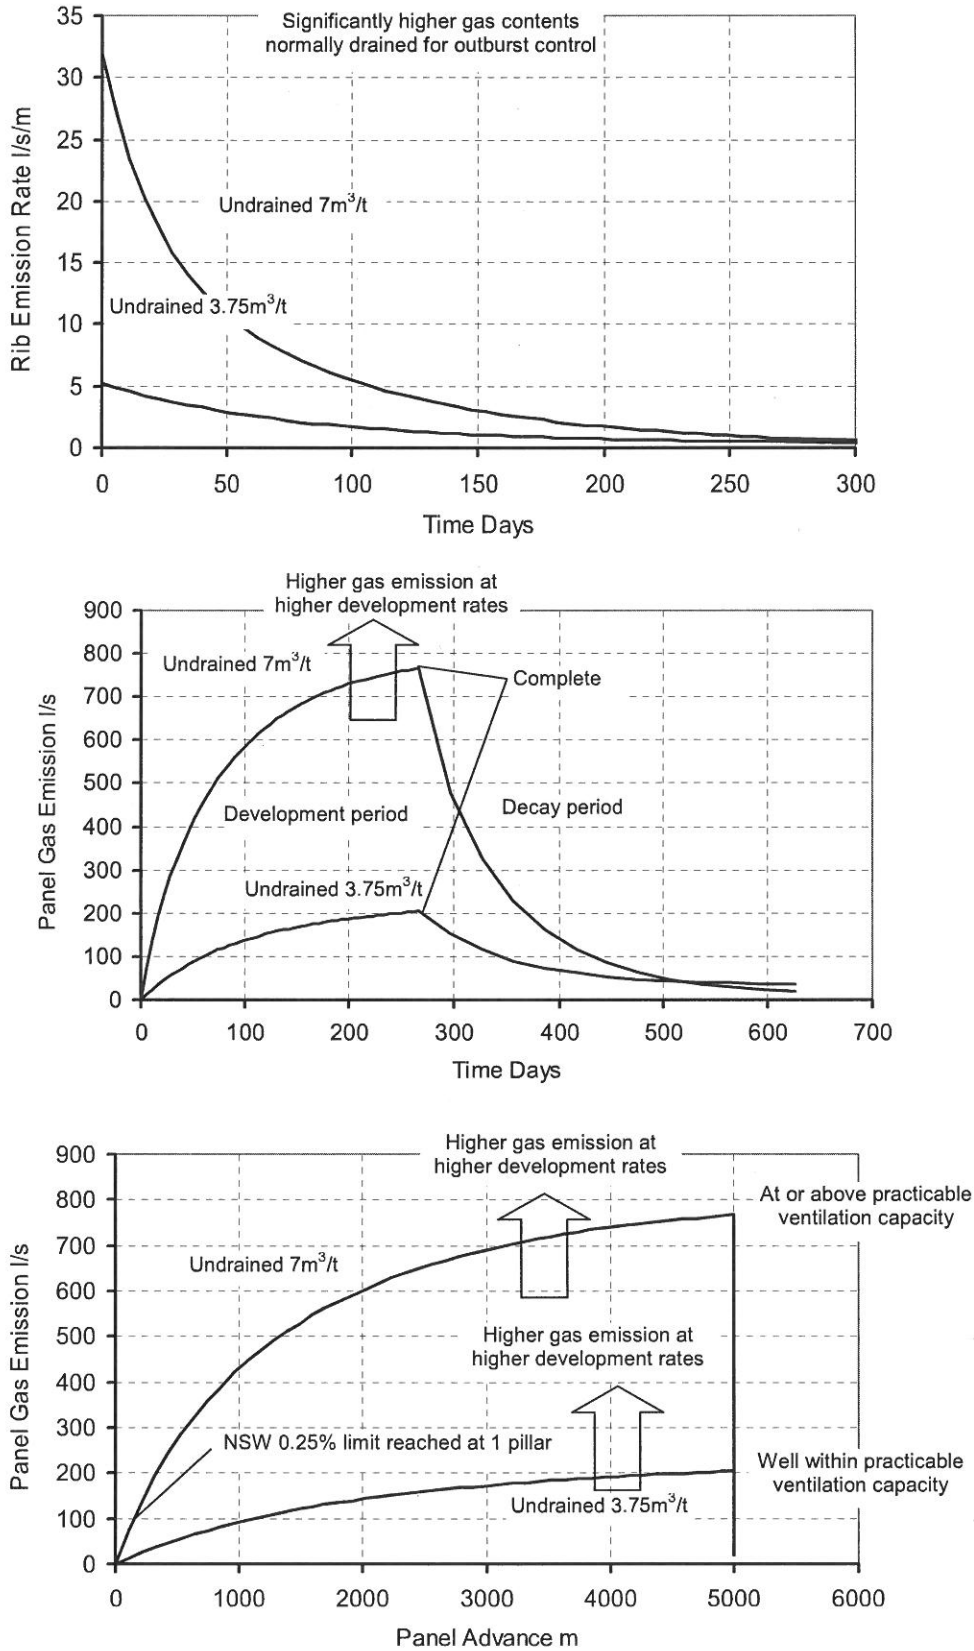 Significantly higher gas contents
normally drained for outburst control
35
30
25
20
15
10
5
0
Rib Emission Rate l/s/m
Undrained 7m³/t
Undrained 3.75m³/t
0 50 100 150 200 250 300
Time Days
Higher gas emission at
higher development rates
900
800
700
600
500
400
300
200
100
0
Panel Gas Emission l/s
Undrained 7m³/t
Complete
Development period
Decay period
Undrained 3.75m³/t
0 100 200 300 400 500 600 700
Time Days
Higher gas emission at
higher development rates
At or above practicable
ventilation capacity
900
800
700
600
500
400
300
200
100
0
Panel Gas Emission l/s
Undrained 7m³/t
Higher gas emission at
higher development rates
NSW 0.25% limit reached at 1 pillar
Well within practicable
ventilation capacity
Undrained 3.75m³/t
0 1000 2000 3000 4000 5000 6000
Panel Advance m